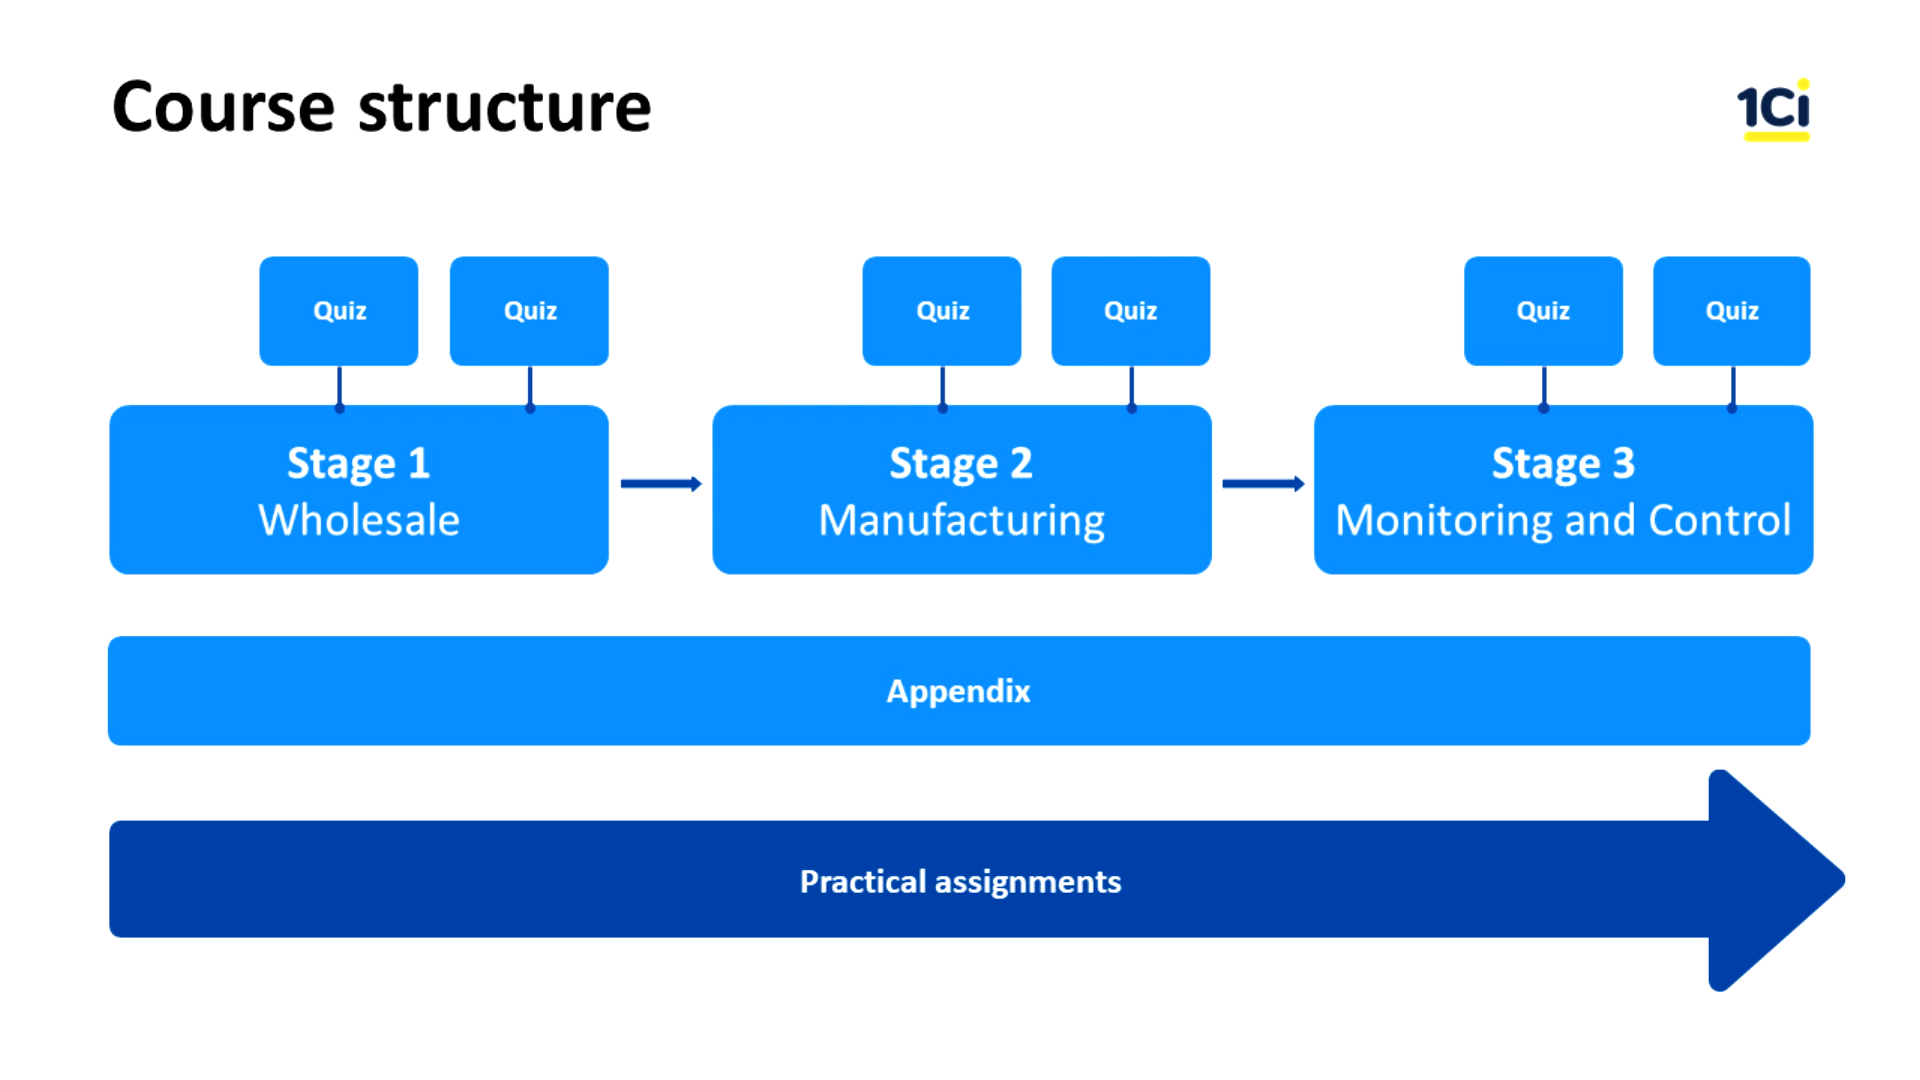 Course structure
1Ci
Quiz
Quiz
Quiz
Quiz
Quiz
Quiz
Stage 1
Wholesale
Stage 2
Manufacturing
Stage 3
Monitoring and Control
Appendix
Practical assignments